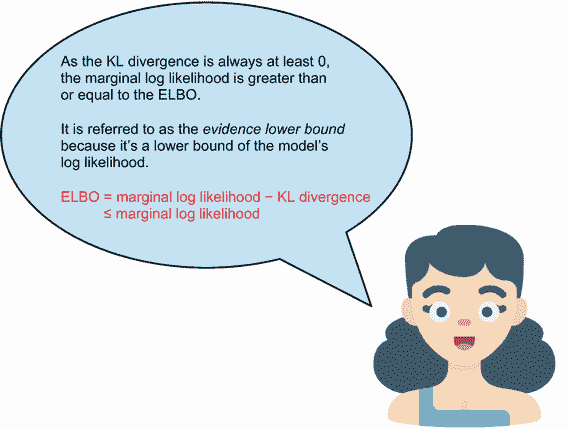 As the KL divergence is always at least 0,
the marginal log likelihood is greater than
or equal to the ELBO.
It is referred to as the evidence lower bound
because it’s a lower bound of the model’s
log likelihood.
ELBO = marginal log likelihood − KL divergence
≤ marginal log likelihood